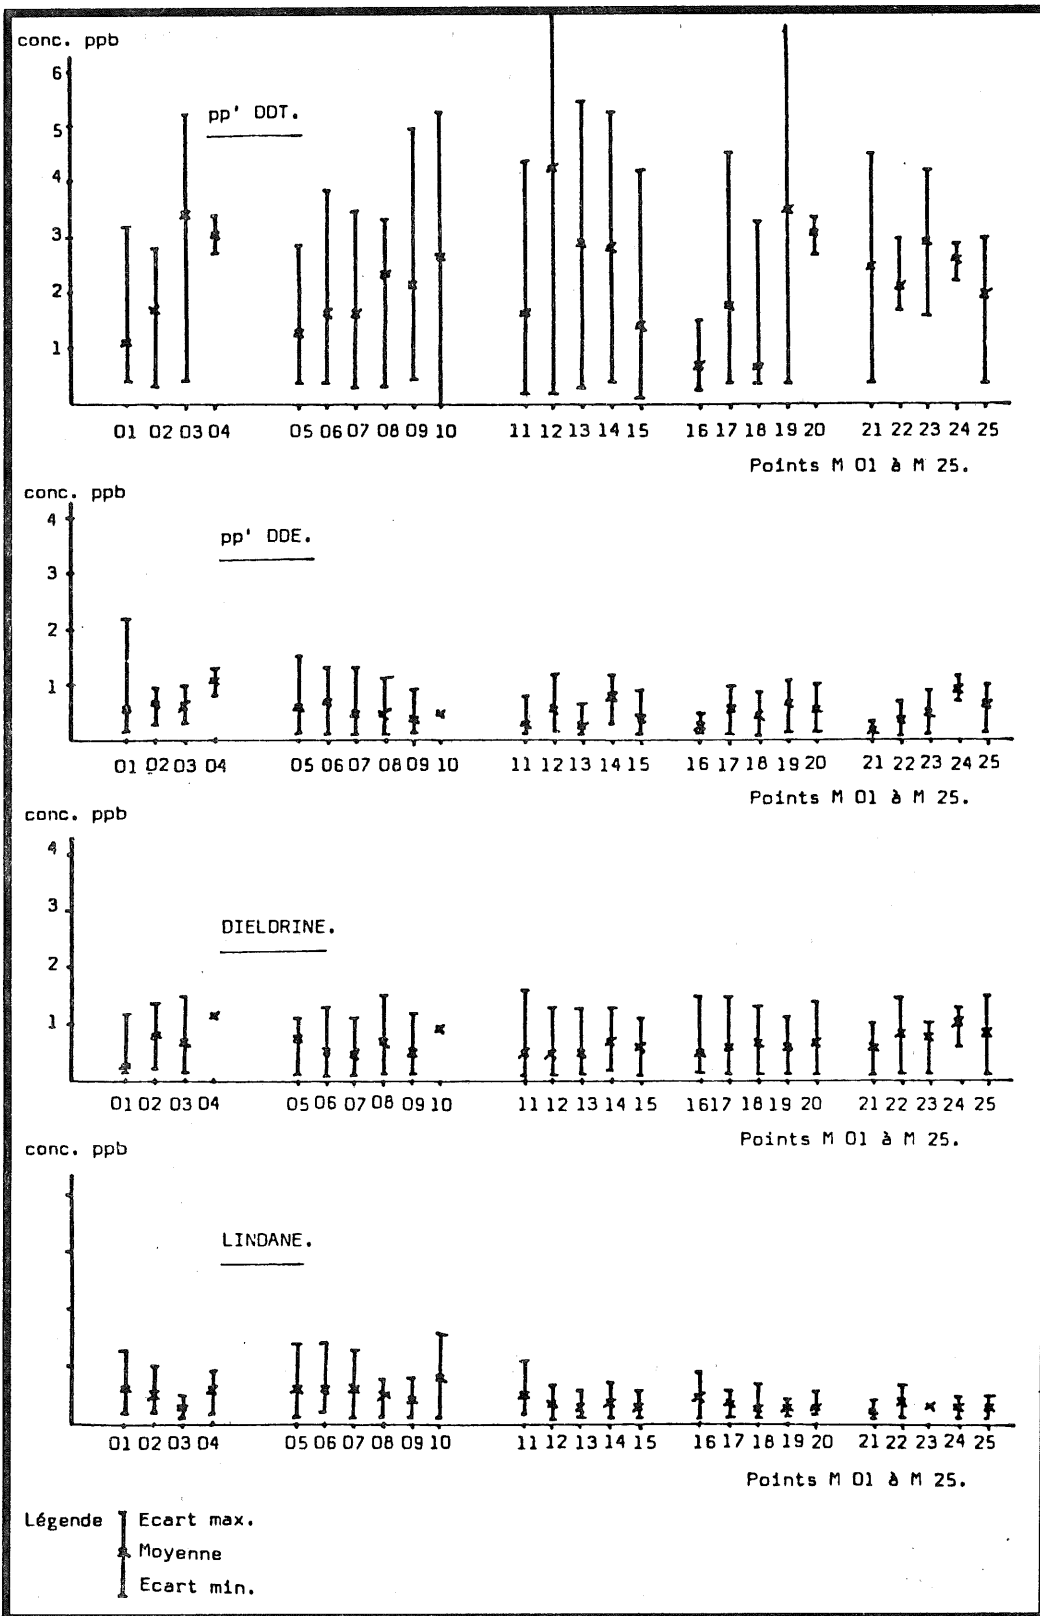 conc. ppb
6
pp' DDT.
5
4
3
2
1
01 02 03 04 05 06 07 08 09 10 11 12 13 14 15 16 17 18 19 20 21 22 23 24 25
Points M 01 à M 25.
conc. ppb
4
pp' DDE.
3
2
1
01 02 03 04 05 06 07 08 09 10 11 12 13 14 15 16 17 18 19 20 21 22 23 24 25
Points M 01 à M 25.
conc. ppb
4
3
DIELDRINE.
2
1
01 02 03 04 05 06 07 08 09 10 11 12 13 14 15 16 17 18 19 20 21 22 23 24 25
Points M 01 à M 25.
conc. ppb
LINDANE.
01 02 03 04 05 06 07 08 09 10 11 12 13 14 15 16 17 18 19 20 21 22 23 24 25
Points M 01 à M 25.
Légende Ecart max.
Moyenne
Ecart min.